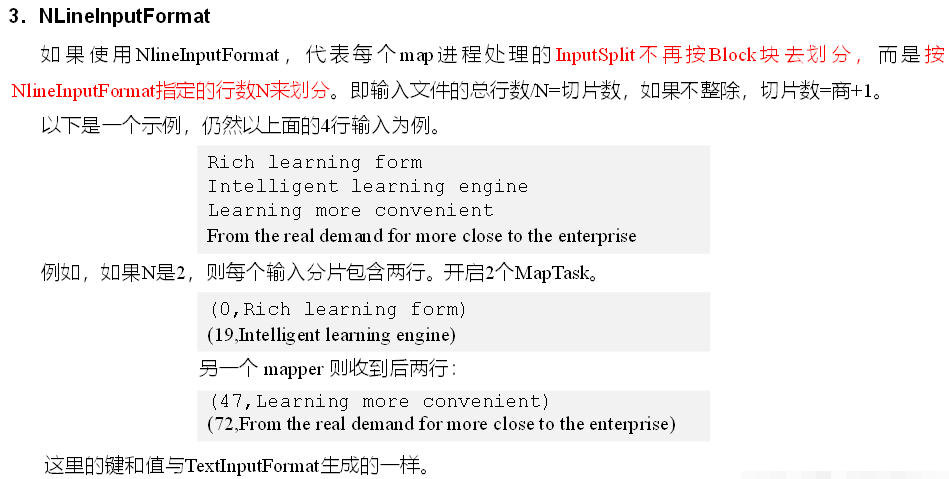 3．NLineInputFormat
如果使用NlineInputFormat，代表每个map进程处理的InputSplit不再按Block块去划分，而是按
NlineInputFormat指定的行数N来划分。即输入文件的总行数/N=切片数，如果不整除，切片数=商+1。
以下是一个示例，仍然以上面的4行输入为例。
Rich learning form
Intelligent learning engine
Learning more convenient
From the real demand for more close to the enterprise
例如，如果N是2，则每个输入分片包含两行。开启2个MapTask。
(0,Rich learning form)
(19,Intelligent learning engine)
另一个 mapper 则收到后两行：
(47,Learning more convenient)
(72,From the real demand for more close to the enterprise)
这里的键和值与TextInputFormat生成的一样。